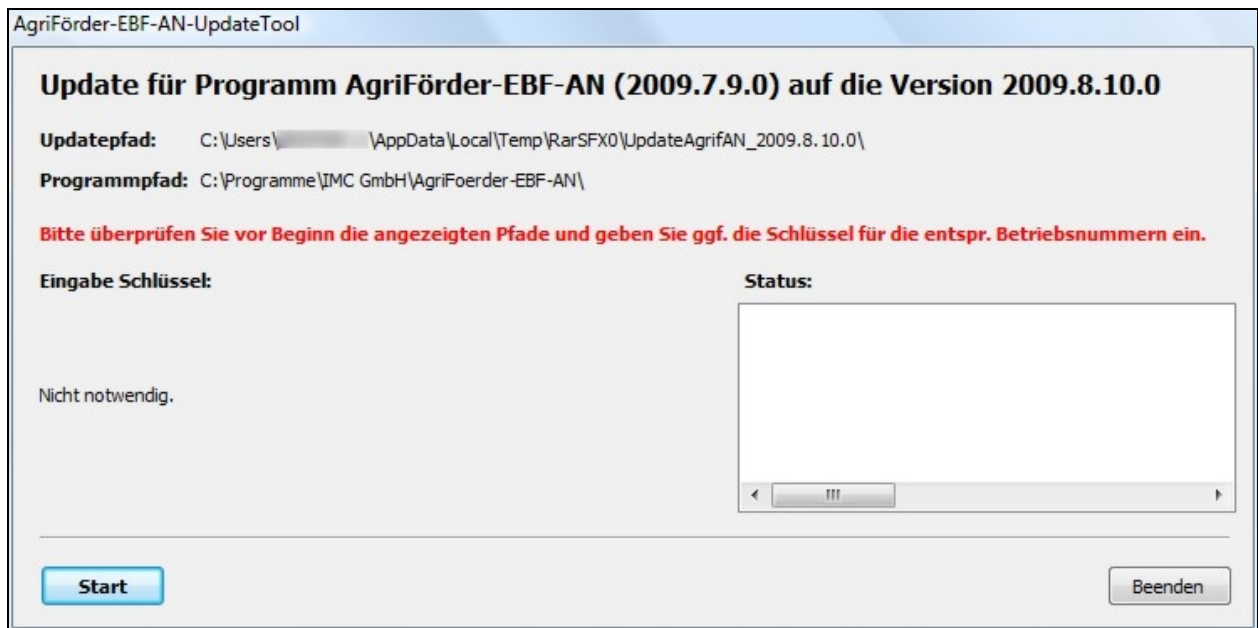 AgriFörder-EBF-AN-UpdateTool
Update für Programm AgriFörder-EBF-AN (2009.7.9.0) auf die Version 2009.8.10.0
Updatepfad: C:\Users\ \AppData\Local\Temp\RarSFX0\UpdateAgrifAN_2009.8.10.0\
Programmpfad: C:\Programme\IMC GmbH\AgriFoerder-EBF-AN\
Bitte überprüfen Sie vor Beginn die angezeigten Pfade und geben Sie ggf. die Schlüssel für die entspr. Betriebsnummern ein.
Eingabe Schlüssel: Status:
Nicht notwendig.
Start Beenden